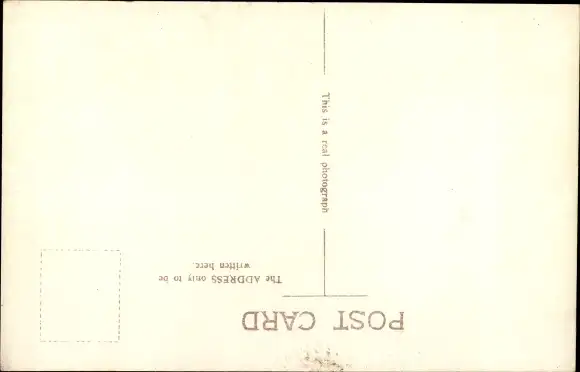 POST CARD
The ADDRESS only to be
written here.
This is a real photograph